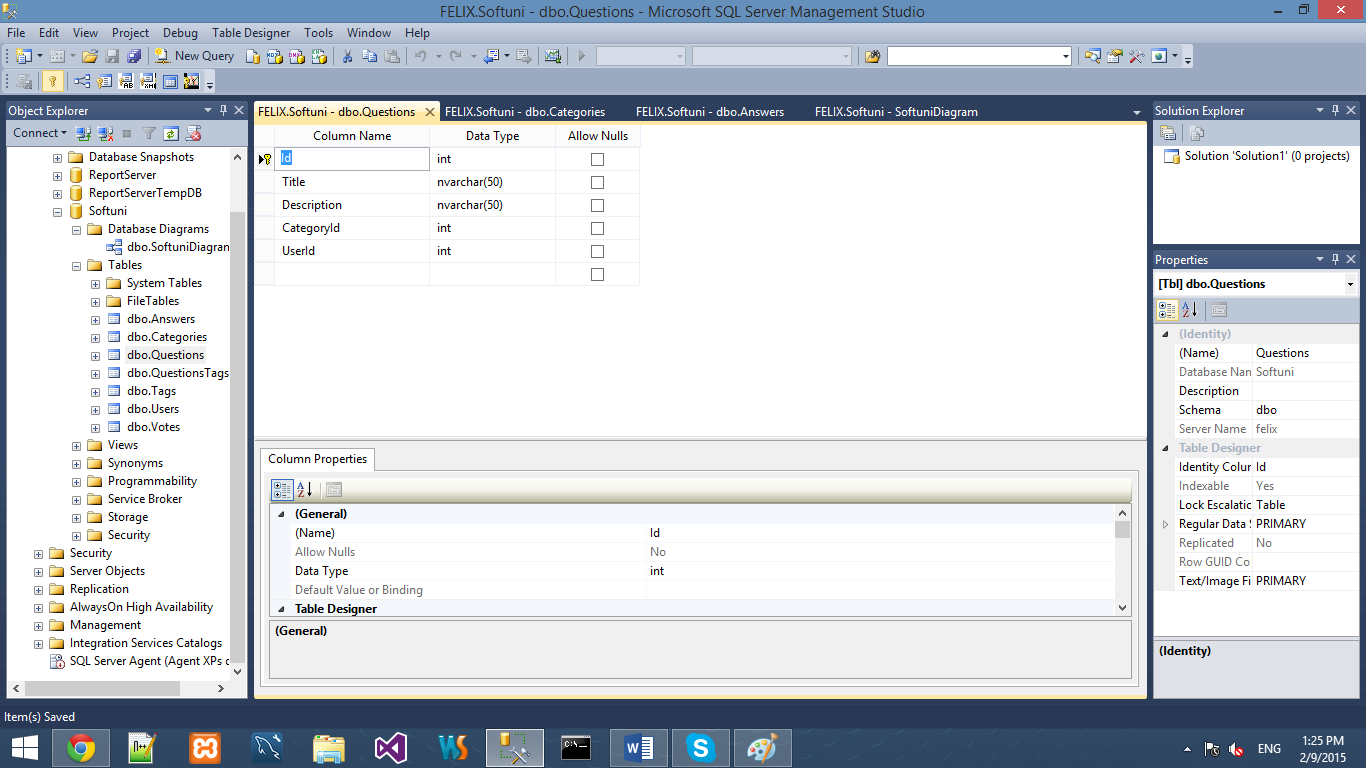 FELIX.Softuni - dbo.Questions - Microsoft SQL Server Management Studio
File Edit View Project Debug Table Designer Tools Window Help
New Query
Object Explorer
Connect
Database Snapshots
ReportServer
ReportServerTempDB
Softuni
Database Diagrams
dbo.SoftuniDiagram
Tables
System Tables
FileTables
dbo.Answers
dbo.Categories
dbo.Questions
dbo.QuestionsTags
dbo.Tags
dbo.Users
dbo.Votes
Views
Synonyms
Programmability
Service Broker
Storage
Security
Security
Server Objects
Replication
AlwaysOn High Availability
Management
Integration Services Catalogs
SQL Server Agent (Agent XPs d
FELIX.Softuni - dbo.Questions FELIX.Softuni - dbo.Categories FELIX.Softuni - dbo.Answers FELIX.Softuni - SoftuniDiagram
Column Name Data Type Allow Nulls
Id int
Title nvarchar(50)
Description nvarchar(50)
CategoryId int
UserId int
Column Properties
(General)
(Name) Id
Allow Nulls No
Data Type int
Default Value or Binding
Table Designer
(General)
Solution Explorer
Solution 'Solution1' (0 projects)
Properties
[Tbl] dbo.Questions
(Identity)
(Name) Questions
Database Nan Softuni
Description
Schema dbo
Server Name felix
Table Designer
Identity Colur Id
Indexable Yes
Lock Escalatic Table
Regular Data S PRIMARY
Replicated No
Row GUID Co
Text/Image Fi PRIMARY
(Identity)
Item(s) Saved
ENG
1:25 PM
2/9/2015